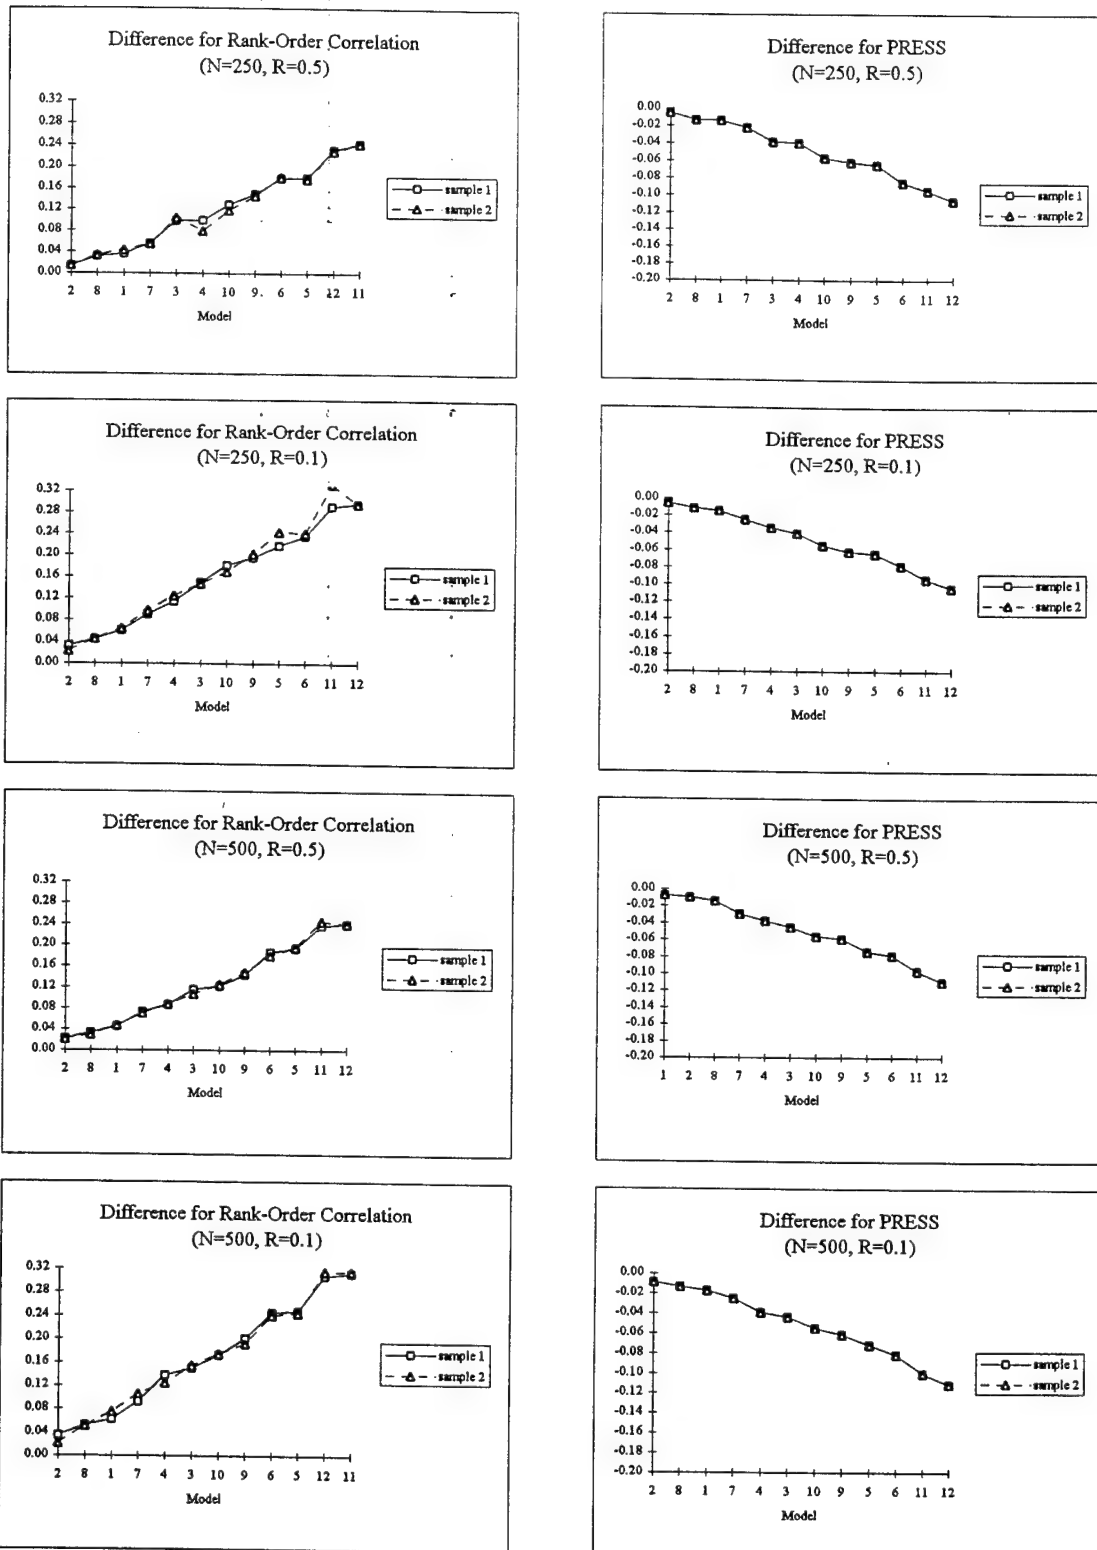 Difference for Rank-Order Correlation
(N=250, R=0.5)
0.32
0.28
0.24
0.20
0.16
0.12
0.08
0.04
0.00
2 8 1 7 3 4 10 9. 6 5 12 11
Model
sample 1
sample 2
Difference for PRESS
(N=250, R=0.5)
0.00
-0.02
-0.04
-0.06
-0.08
-0.10
-0.12
-0.14
-0.16
-0.18
-0.20
2 8 1 7 3 4 10 9 5 6 11 12
Model
sample 1
sample 2
Difference for Rank-Order Correlation
(N=250, R=0.1)
0.32
0.28
0.24
0.20
0.16
0.12
0.08
0.04
0.00
2 8 1 7 4 3 10 9 5 6 11 12
Model
sample 1
sample 2
Difference for PRESS
(N=250, R=0.1)
0.00
-0.02
-0.04
-0.06
-0.08
-0.10
-0.12
-0.14
-0.16
-0.18
-0.20
2 8 1 7 4 3 10 9 5 6 11 12
Model
sample 1
sample 2
Difference for Rank-Order Correlation
(N=500, R=0.5)
0.32
0.28
0.24
0.20
0.16
0.12
0.08
0.04
0.00
2 8 1 7 4 3 10 9 6 5 11 12
Model
sample 1
sample 2
Difference for PRESS
(N=500, R=0.5)
0.00
-0.02
-0.04
-0.06
-0.08
-0.10
-0.12
-0.14
-0.16
-0.18
-0.20
1 2 8 7 4 3 10 9 5 6 11 12
Model
sample 1
sample 2
Difference for Rank-Order Correlation
(N=500, R=0.1)
0.32
0.28
0.24
0.20
0.16
0.12
0.08
0.04
0.00
2 8 1 7 4 3 10 9 6 5 12 11
Model
sample 1
sample 2
Difference for PRESS
(N=500, R=0.1)
0.00
-0.02
-0.04
-0.06
-0.08
-0.10
-0.12
-0.14
-0.16
-0.18
-0.20
2 8 1 7 4 3 10 9 5 6 11 12
Model
sample 1
sample 2